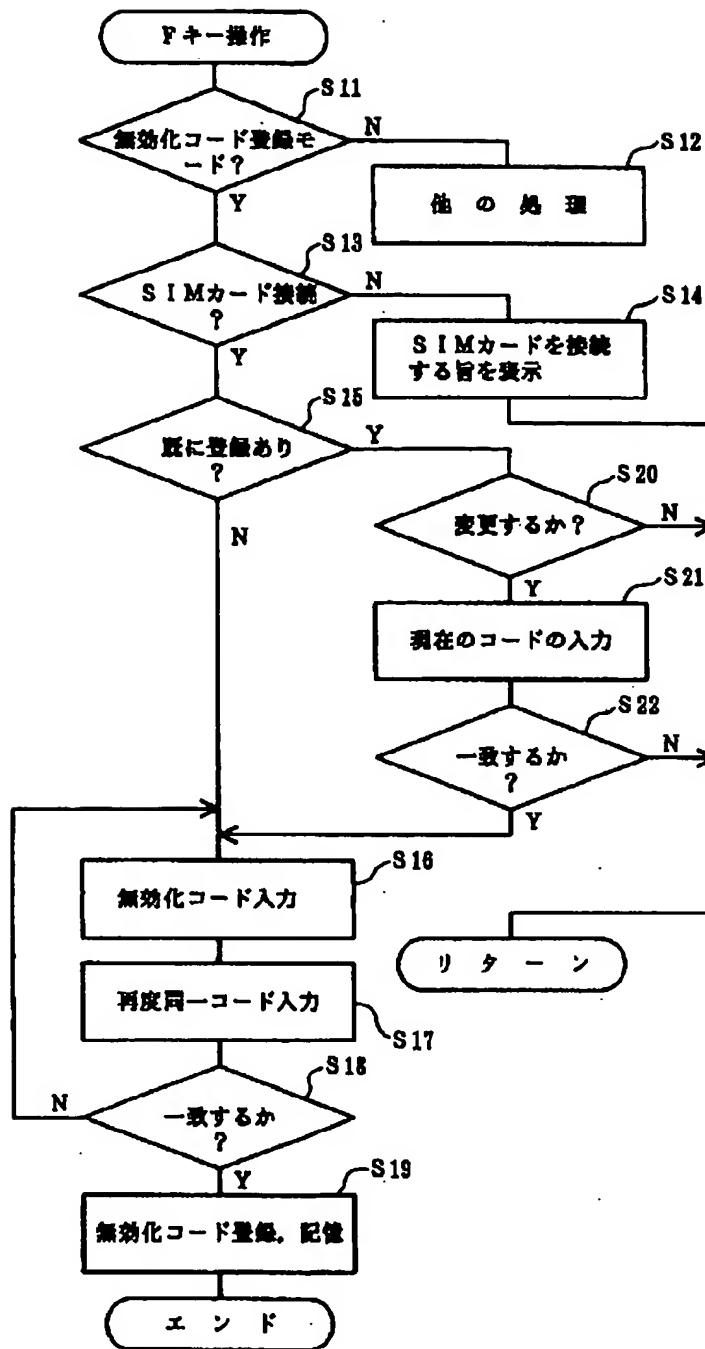 Fキー操作
S11
無効化コード登録モ
ード?
N
S12
他の処理
Y
S13
SIMカード接続
?
N
S14
SIMカードを接続
する旨を表示
Y
S15
既に登録あり
?
Y
S20
変更するか?
N
N
Y
S21
現在のコードの入力
S22
一致するか
?
N
Y
S16
無効化コード入力
リターン
再度同一コード入力
S17
S18
N
一致するか
?
Y
S19
無効化コード登録,記憶
エンド